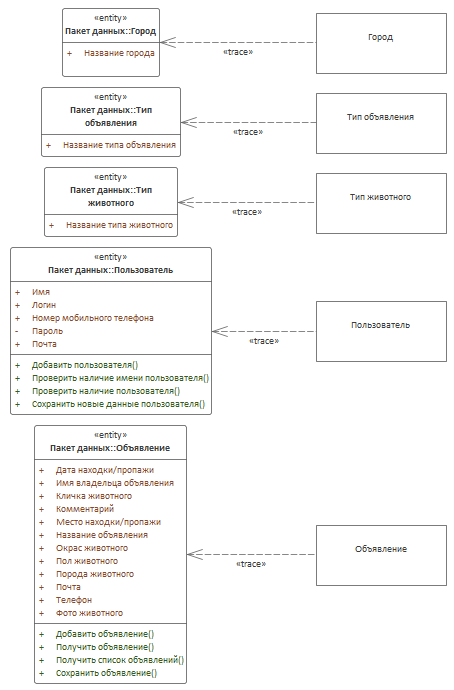 «entity»
Пакет данных::Город
+ Название города
«trace»
Город
«entity»
Пакет данных::Тип
объявления
+ Название типа объявления
«trace»
Тип объявления
«entity»
Пакет данных::Тип
животного
+ Название типа животного
«trace»
Тип животного
«entity»
Пакет данных::Пользователь
+ Имя
+ Логин
+ Номер мобильного телефона
- Пароль
+ Почта
+ Добавить пользователя()
+ Проверить наличие имени пользователя()
+ Проверить наличие пользователя()
+ Сохранить новые данные пользователя()
«trace»
Пользователь
«entity»
Пакет данных::Объявление
+ Дата находки/пропажи
+ Имя владельца объявления
+ Кличка животного
+ Комментарий
+ Место находки/пропажи
+ Название объявления
+ Окрас животного
+ Пол животного
+ Порода животного
+ Почта
+ Телефон
+ Фото животного
+ Добавить объявление()
+ Получить объявление()
+ Получить список объявлений()
+ Сохранить объявление()
«trace»
Объявление